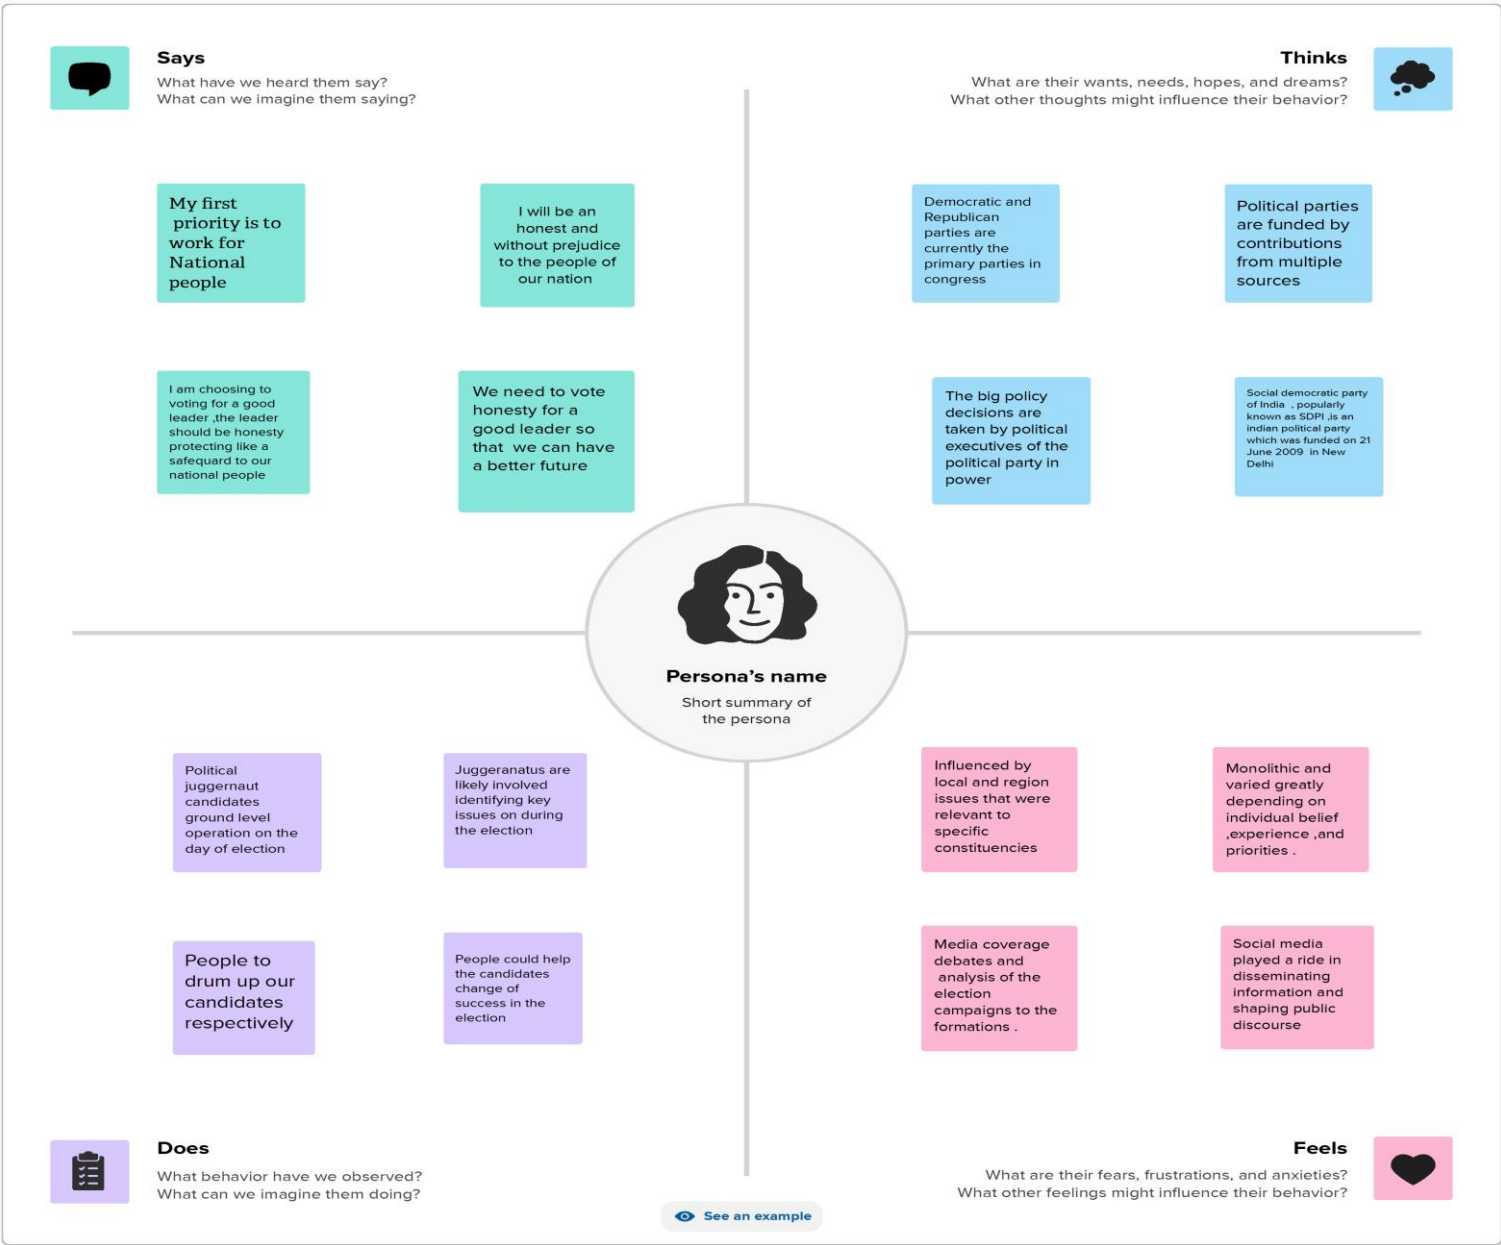 Says
What have we heard them say?
What can we imagine them saying?
Thinks
What are their wants, needs, hopes, and dreams?
What other thoughts might influence their behavior?
My first
priority is to
work for
National
people
I will be an
honest and
without prejudice
to the people of
our nation
Democratic and
Republican
parties are
currently the
primary parties in
congress
Political parties
are funded by
contributions
from multiple
sources
I am choosing to
voting for a good
leader ,the leader
should be honesty
protecting like a
safequard to our
national people
We need to vote
honesty for a
good leader so
that we can have
a better future
The big policy
decisions are
taken by political
executives of the
political party in
power
Social democratic party
of India , popularly
known as SDPI ,is an
indian political party
which was funded on 21
June 2009 in New
Delhi
Persona's name
Short summary of
the persona
Political
juggernaut
candidates
ground level
operation on the
day of election
Juggeranatus are
likely involved
identifying key
issues on during
the election
Influenced by
local and region
issues that were
relevant to
specific
constituencies
Monolithic and
varied greatly
depending on
individual belief
,experience ,and
priorities .
People to
drum up our
candidates
respectively
People could help
the candidates
change of
success in the
election
Media coverage
debates and
analysis of the
election
campaigns to the
formations .
Social media
played a ride in
disseminating
information and
shaping public
discourse
Does
What behavior have we observed?
What can we imagine them doing?
Feels
What are their fears, frustrations, and anxieties?
What other feelings might influence their behavior?
See an example